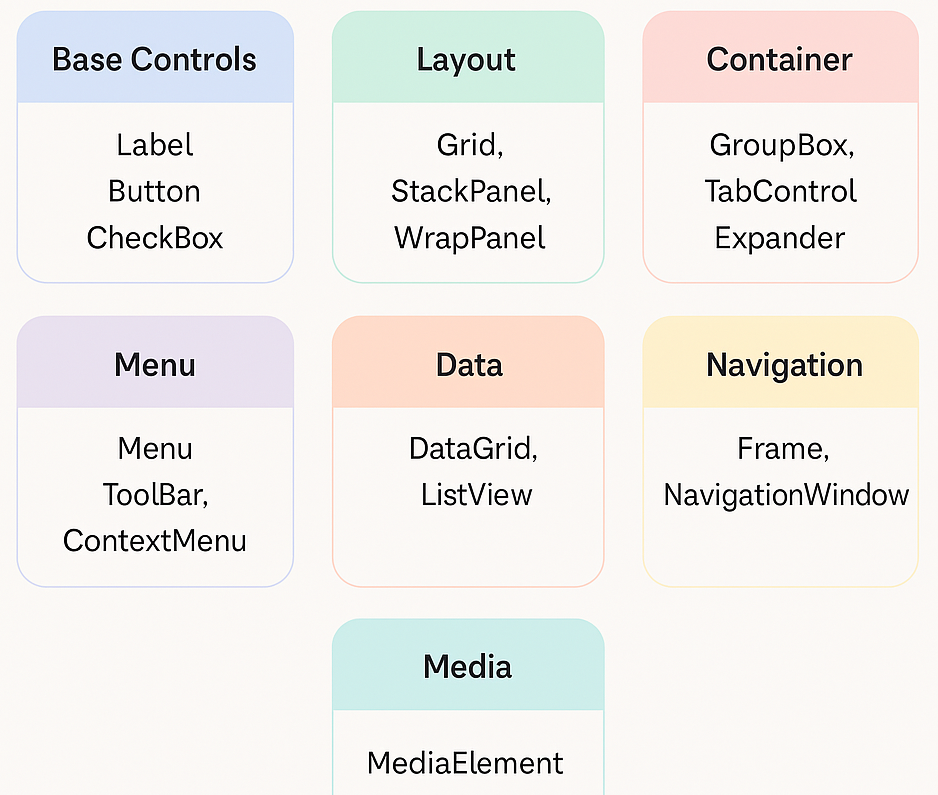 Base Controls
Label
Button
CheckBox
Layout
Grid,
StackPanel,
WrapPanel
Container
GroupBox,
TabControl
Expander
Menu
Menu
ToolBar,
ContextMenu
Data
DataGrid,
ListView
Navigation
Frame,
NavigationWindow
Media
MediaElement